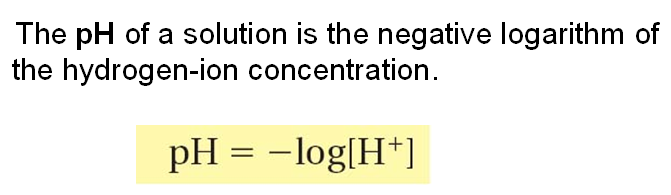 The pH of a solution is the negative logarithm of
the hydrogen-ion concentration.
pH = −log[H⁺]